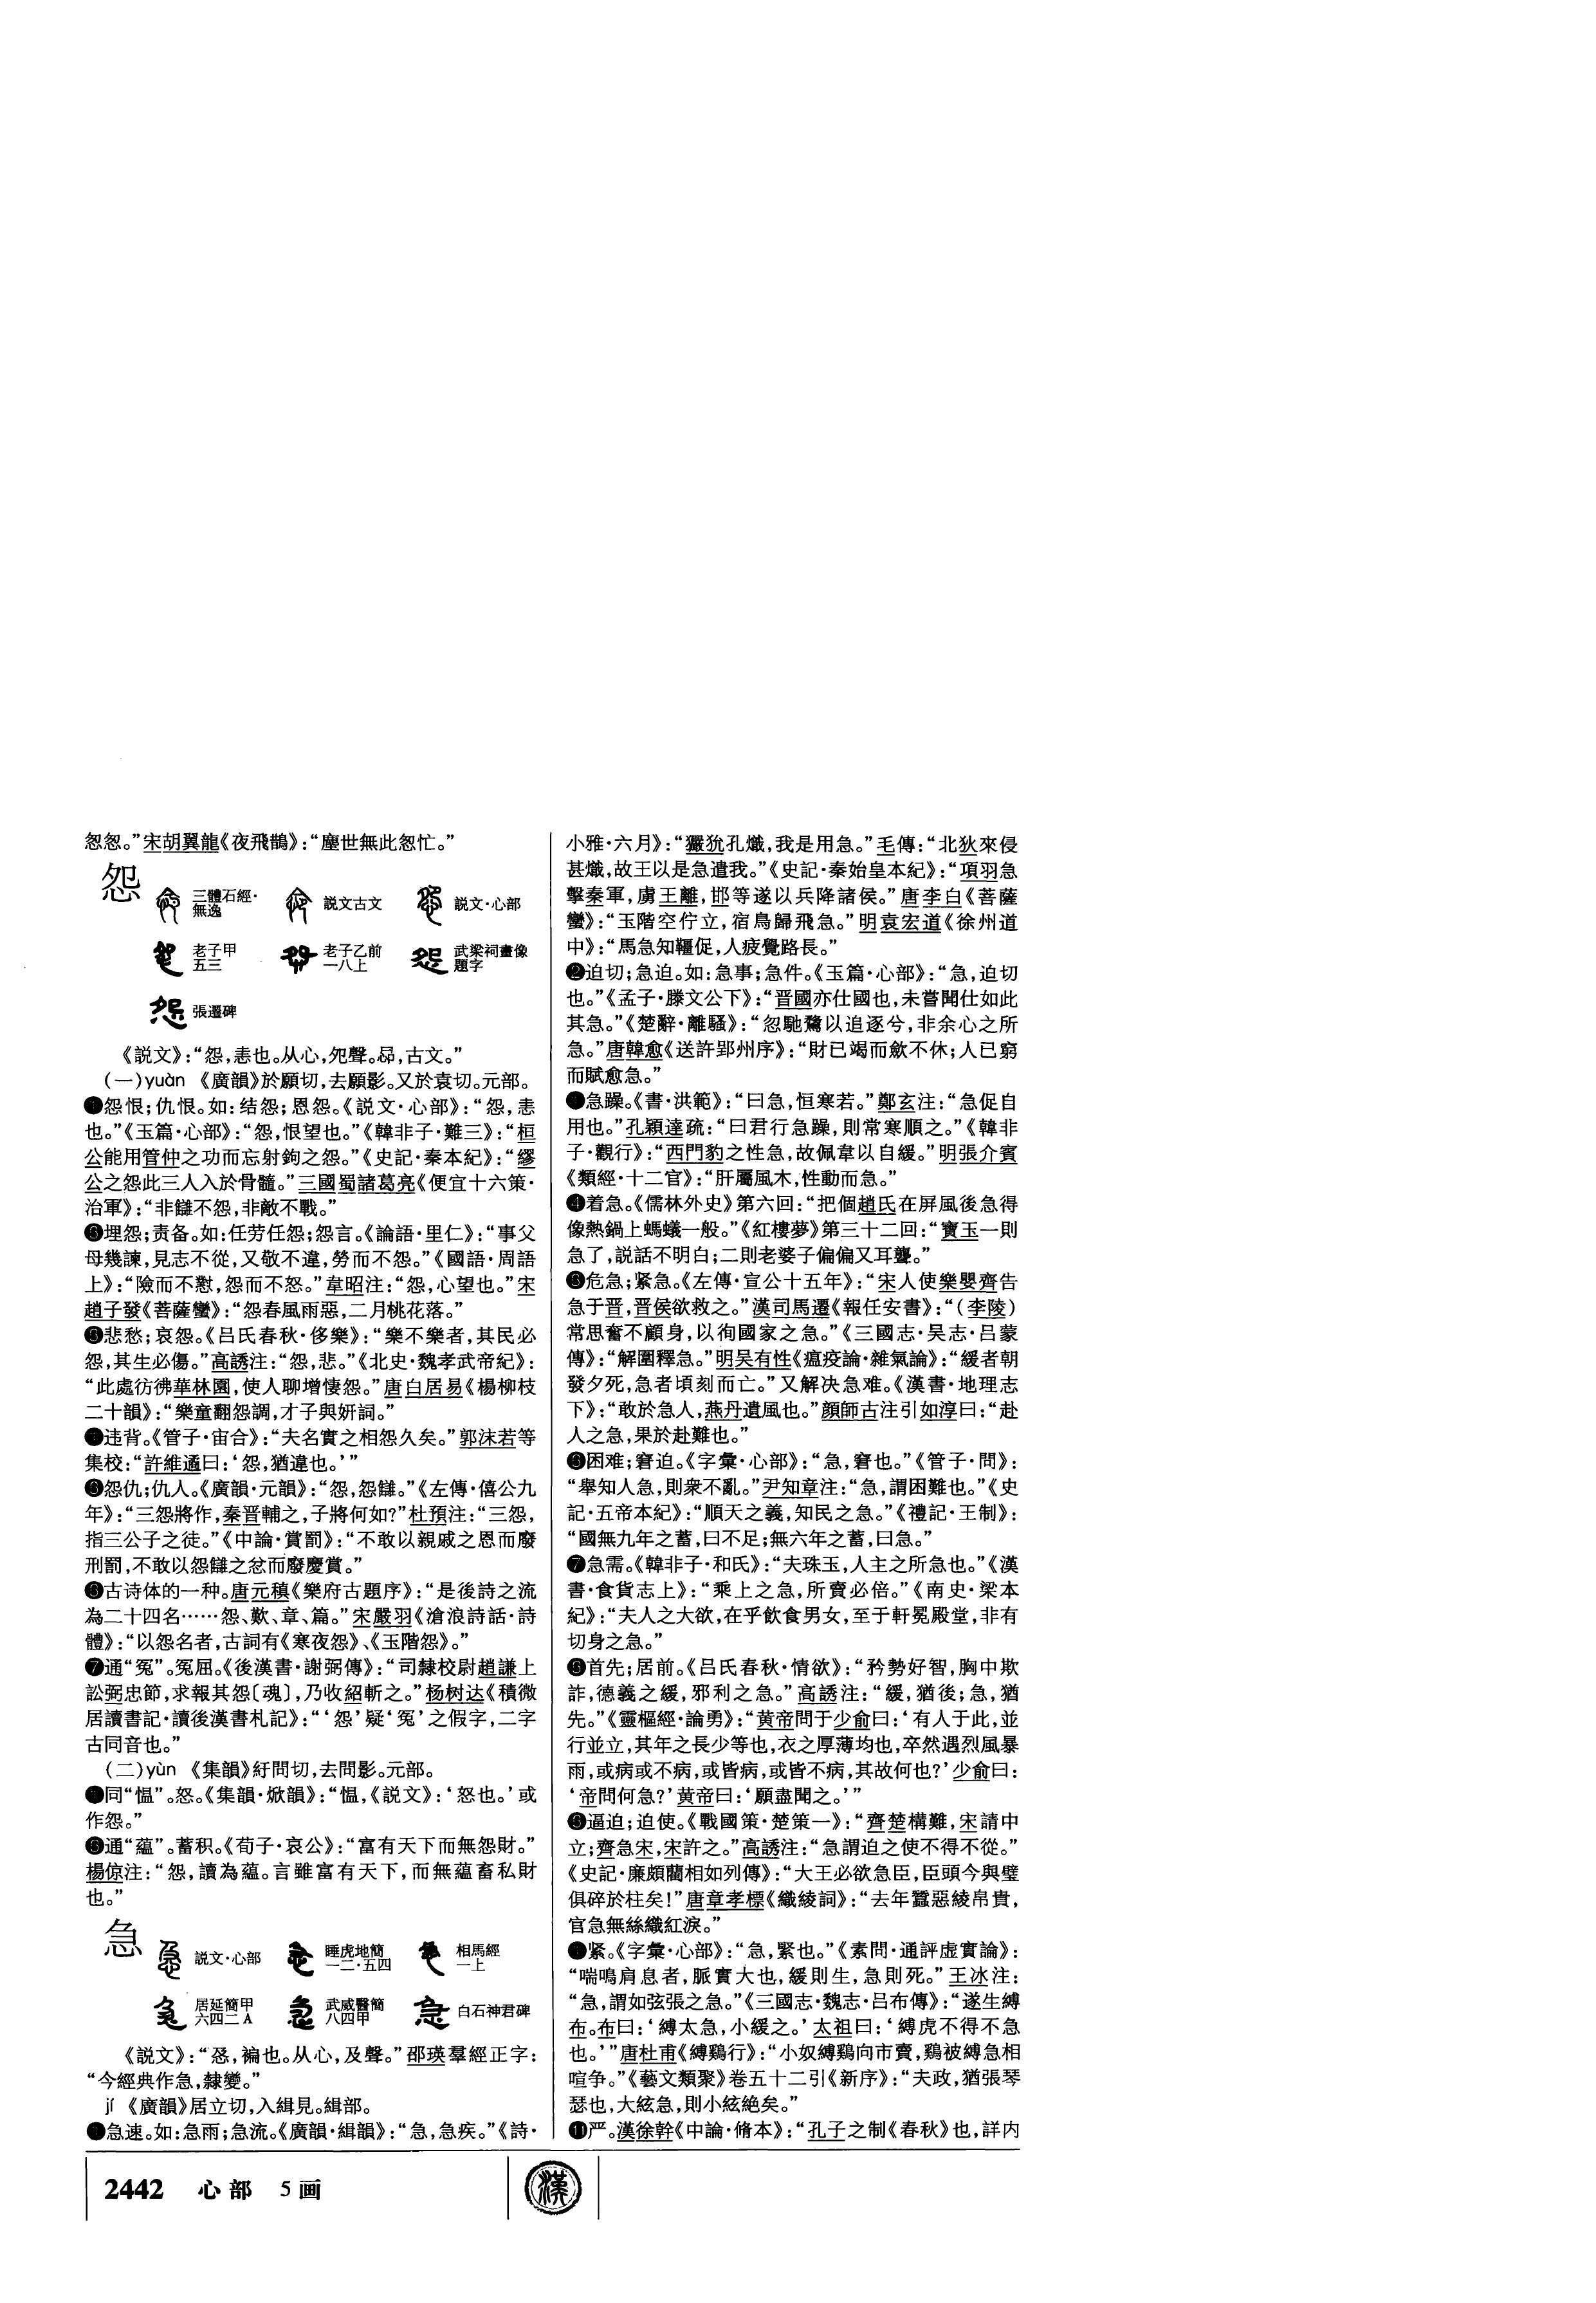 怱怱。”宋胡翼龍《夜飛鵲》：“塵世無此怱忙。”
怨
三體石經·無逸
説文古文
説文·心部
老子甲五三
老子乙前一八上
武梁祠畫像題字
張遷碑
《説文》：“怨，恚也。从心，夗聲。，古文。”
（一）yuàn 《廣韻》於願切，去願影。又於袁切。元部。
❶怨恨；仇恨。如：结怨；恩怨。《説文·心部》：“怨，恚
也。”《玉篇·心部》：“怨，恨望也。”《韓非子·難三》：“桓
公能用管仲之功而忘射鉤之怨。”《史記·秦本紀》：“繆
公之怨此三人入於骨髓。”三國蜀諸葛亮《便宜十六策·
治軍》：“非讎不怨，非敵不戰。”
❷埋怨；责备。如：任劳任怨；怨言。《論語·里仁》：“事父
母幾諫，見志不從，又敬不違，勞而不怨。”《國語·周語
上》：“險而不懟，怨而不怒。”韋昭注：“怨，心望也。”宋
趙子發《菩薩蠻》：“怨春風雨惡，二月桃花落。”
❸悲愁；哀怨。《吕氏春秋·侈樂》：“樂不樂者，其民必
怨，其生必傷。”高誘注：“怨，悲。”《北史·魏孝武帝紀》：
“此處彷彿華林園，使人聊增悽怨。”唐白居易《楊柳枝
二十韻》：“樂童翻怨調，才子與妍詞。”
❹违背。《管子·宙合》：“夫名實之相怨久矣。”郭沫若等
集校：“許維遹曰：‘怨，猶違也。’”
❺怨仇；仇人。《廣韻·元韻》：“怨，怨讎。”《左傳·僖公九
年》：“三怨將作，秦晋輔之，子將何如？”杜預注：“三怨，
指三公子之徒。”《中論·賞罰》：“不敢以親戚之恩而廢
刑罰，不敢以怨讎之忿而廢慶賞。”
❻古诗体的一种。唐元稹《樂府古題序》：“是後詩之流
為二十四名……怨、歎、章、篇。”宋嚴羽《滄浪詩話·詩
體》：“以怨名者，古詞有《寒夜怨》、《玉階怨》。”
❼通“冤”。冤屈。《後漢書·謝弼傳》：“司隸校尉趙謙上
訟弼忠節，求報其怨〔魂〕，乃收紹斬之。”杨树达《積微
居讀書記·讀後漢書札記》：“‘怨’疑‘冤’之假字，二字
古同音也。”
（二）yùn 《集韻》紆問切，去問影。元部。
❶同“愠”。怒。《集韻·焮韻》：“愠，《説文》：‘怒也。’或
作怨。”
❷通“藴”。蓄积。《荀子·哀公》：“富有天下而無怨財。”
楊倞注：“怨，讀為藴。言雖富有天下，而無藴畜私財
也。”
急
説文·心部
睡虎地簡一二·五四
相馬經一上
居延簡甲六四二A
武威醫簡八四甲
白石神君碑
《説文》：“㤂，褊也。从心，及聲。”邵瑛羣經正字：
“今經典作急，隸變。”
jí 《廣韻》居立切，入緝見。緝部。
❶急速。如：急雨；急流。《廣韻·緝韻》：“急，急疾。”《詩·
小雅·六月》：“玁狁孔熾，我是用急。”毛傳：“北狄來侵
甚熾，故王以是急遣我。”《史記·秦始皇本紀》：“項羽急
擊秦軍，虜王離，邯等遂以兵降諸侯。”唐李白《菩薩
蠻》：“玉階空佇立，宿鳥歸飛急。”明袁宏道《徐州道
中》：“馬急知韁促，人疲覺路長。”
❷迫切；急迫。如：急事；急件。《玉篇·心部》：“急，迫切
也。”《孟子·滕文公下》：“晋國亦仕國也，未嘗聞仕如此
其急。”《楚辭·離騷》：“忽馳騖以追逐兮，非余心之所
急。”唐韓愈《送許郢州序》：“財已竭而斂不休；人已窮
而賦愈急。”
❸急躁。《書·洪範》：“曰急，恒寒若。”鄭玄注：“急促自
用也。”孔穎達疏：“曰君行急躁，則常寒順之。”《韓非
子·觀行》：“西門豹之性急，故佩韋以自緩。”明張介賓
《類經·十二官》：“肝屬風木，性動而急。”
❹着急。《儒林外史》第六回：“把個趙氏在屏風後急得
像熱鍋上螞蟻一般。”《紅樓夢》第三十二回：“寶玉一則
急了，説話不明白；二則老婆子偏偏又耳聾。”
❺危急；紧急。《左傳·宣公十五年》：“宋人使樂嬰齊告
急于晋，晋侯欲救之。”漢司馬遷《報任安書》：“（李陵）
常思奮不顧身，以徇國家之急。”《三國志·吴志·吕蒙
傳》：“解圍釋急。”明吴有性《瘟疫論·雜氣論》：“緩者朝
發夕死，急者頃刻而亡。”又解决急难。《漢書·地理志
下》：“敢於急人，燕丹遺風也。”顔師古注引如淳曰：“赴
人之急，果於赴難也。”
❻困难；窘迫。《字彙·心部》：“急，窘也。”《管子·問》：
“舉知人急，則衆不亂。”尹知章注：“急，謂困難也。”《史
記·五帝本紀》：“順天之義，知民之急。”《禮記·王制》：
“國無九年之蓄，曰不足；無六年之蓄，曰急。”
❼急需。《韓非子·和氏》：“夫珠玉，人主之所急也。”《漢
書·食貨志上》：“乘上之急，所賣必倍。”《南史·梁本
紀》：“夫人之大欲，在乎飲食男女，至于軒冕殿堂，非有
切身之急。”
❽首先；居前。《吕氏春秋·情欲》：“矜勢好智，胸中欺
詐，德義之緩，邪利之急。”高誘注：“緩，猶後；急，猶
先。”《靈樞經·論勇》：“黄帝問于少俞曰：‘有人于此，並
行並立，其年之長少等也，衣之厚薄均也，卒然遇烈風暴
雨，或病或不病，或皆病，或皆不病，其故何也？’少俞曰：
‘帝問何急？’黄帝曰：‘願盡聞之。’”
❾逼迫；迫使。《戰國策·楚策一》：“齊楚構難，宋請中
立；齊急宋，宋許之。”高誘注：“急謂迫之使不得不從。”
《史記·廉頗藺相如列傳》：“大王必欲急臣，臣頭今與璧
俱碎於柱矣！”唐章孝標《織綾詞》：“去年蠶惡綾帛貴，
官急無絲織紅淚。”
❿紧。《字彙·心部》：“急，緊也。”《素問·通評虚實論》：
“喘鳴肩息者，脈實大也，緩則生，急則死。”王冰注：
“急，謂如弦張之急。”《三國志·魏志·吕布傳》：“遂生縛
布。布曰：‘縛太急，小緩之。’太祖曰：‘縛虎不得不急
也。’”唐杜甫《縛鷄行》：“小奴縛鷄向市賣，鷄被縛急相
喧争。”《藝文類聚》卷五十二引《新序》：“夫政，猶張琴
瑟也，大絃急，則小絃絶矣。”
⓫严。漢徐幹《中論·脩本》：“孔子之制《春秋》也，詳内
2442 心部 5画
漢